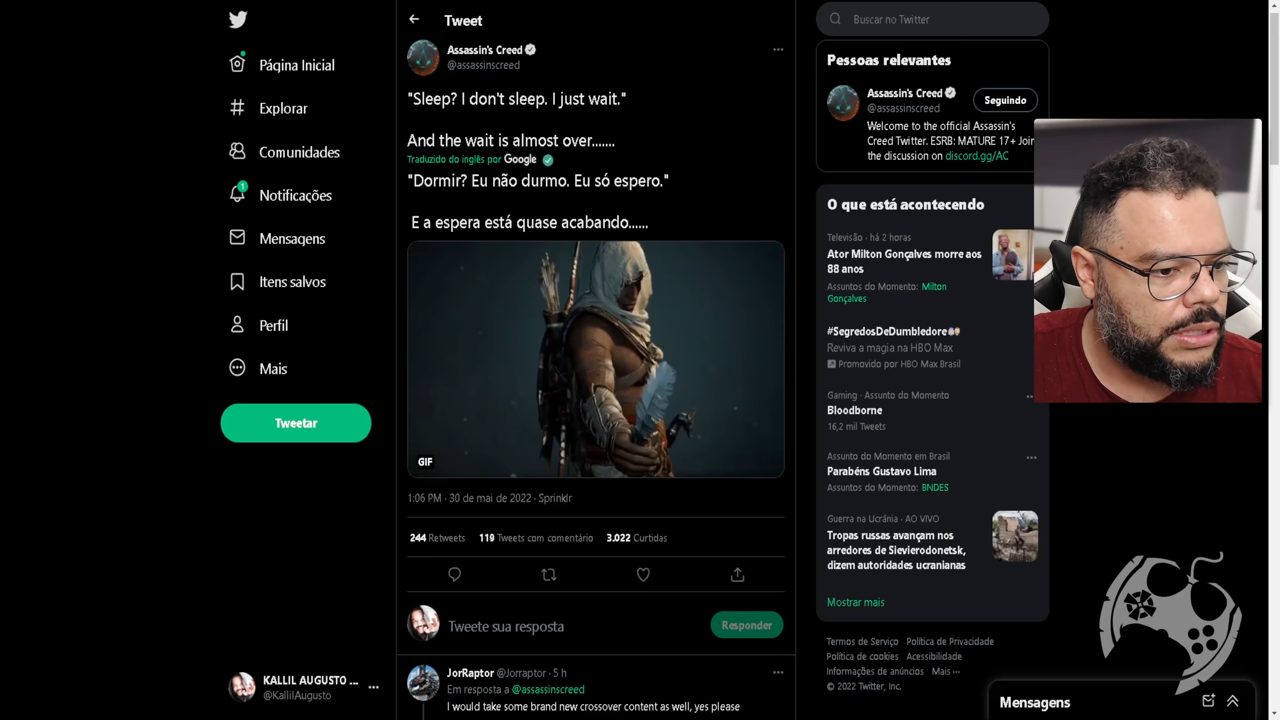 Página Inicial
Explorar
Comunidades
1
Notificações
Mensagens
Itens salvos
Perfil
Mais
Tweetar
KALLIL AUGUSTO ...
@KallilAugusto
Tweet
Assassin's Creed
@assassinscreed
"Sleep? I don't sleep. I just wait."
And the wait is almost over.......
Traduzido do inglês por Google
"Dormir? Eu não durmo. Eu só espero."
E a espera está quase acabando......
GIF
1:06 PM · 30 de mai de 2022 · Sprinklr
244 Retweets 119 Tweets com comentário 3.022 Curtidas
Tweete sua resposta
Responder
JorRaptor @Jorraptor · 5 h
Em resposta a @assassinscreed
I would take some brand new crossover content as well, yes please
Buscar no Twitter
Pessoas relevantes
Assassin's Creed
@assassinscreed
Seguindo
Welcome to the official Assassin's
Creed Twitter. ESRB: MATURE 17+ Join
the discussion on discord.gg/AC
O que está acontecendo
Televisão · há 2 horas
Ator Milton Gonçalves morre aos
88 anos
Assuntos do Momento: Milton
Gonçalves
#SegredosDeDumbledore
Reviva a magia na HBO Max
Promovido por HBO Max Brasil
Gaming · Assunto do Momento
Bloodborne
16,2 mil Tweets
Assunto do Momento em Brasil
Parabéns Gustavo Lima
Assuntos do Momento: BNDES
Guerra na Ucrânia · AO VIVO
Tropas russas avançam nos
arredores de Sievierodonetsk,
dizem autoridades ucranianas
Mostrar mais
Termos de Serviço Política de Privacidade
Política de cookies Acessibilidade
Informações de anúncios Mais ···
© 2022 Twitter, Inc.
Mensagens